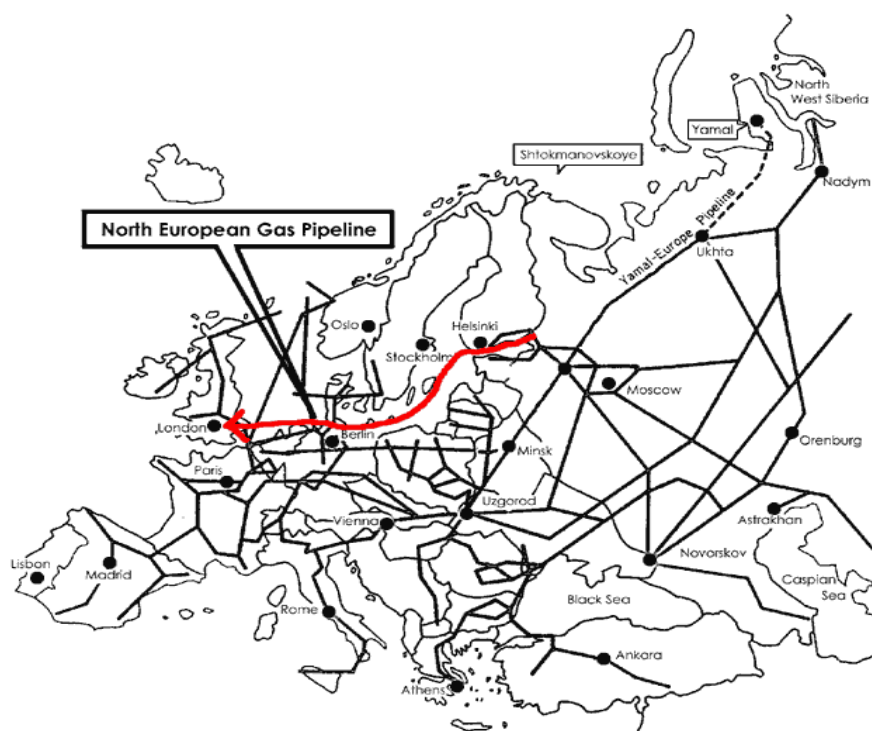 North
West Siberia
Yamal
Shtokmanovskoye
Nadym
Yamal-Europe Pipeline
Ukhta
North European Gas Pipeline
Oslo
Helsinki
Stockholm
Moscow
London
Berlin
Minsk
Orenburg
Paris
Uzgorod
Vienna
Astrakhan
Novorskov
Lisbon
Madrid
Caspian
Sea
Black Sea
Rome
Ankara
Athens